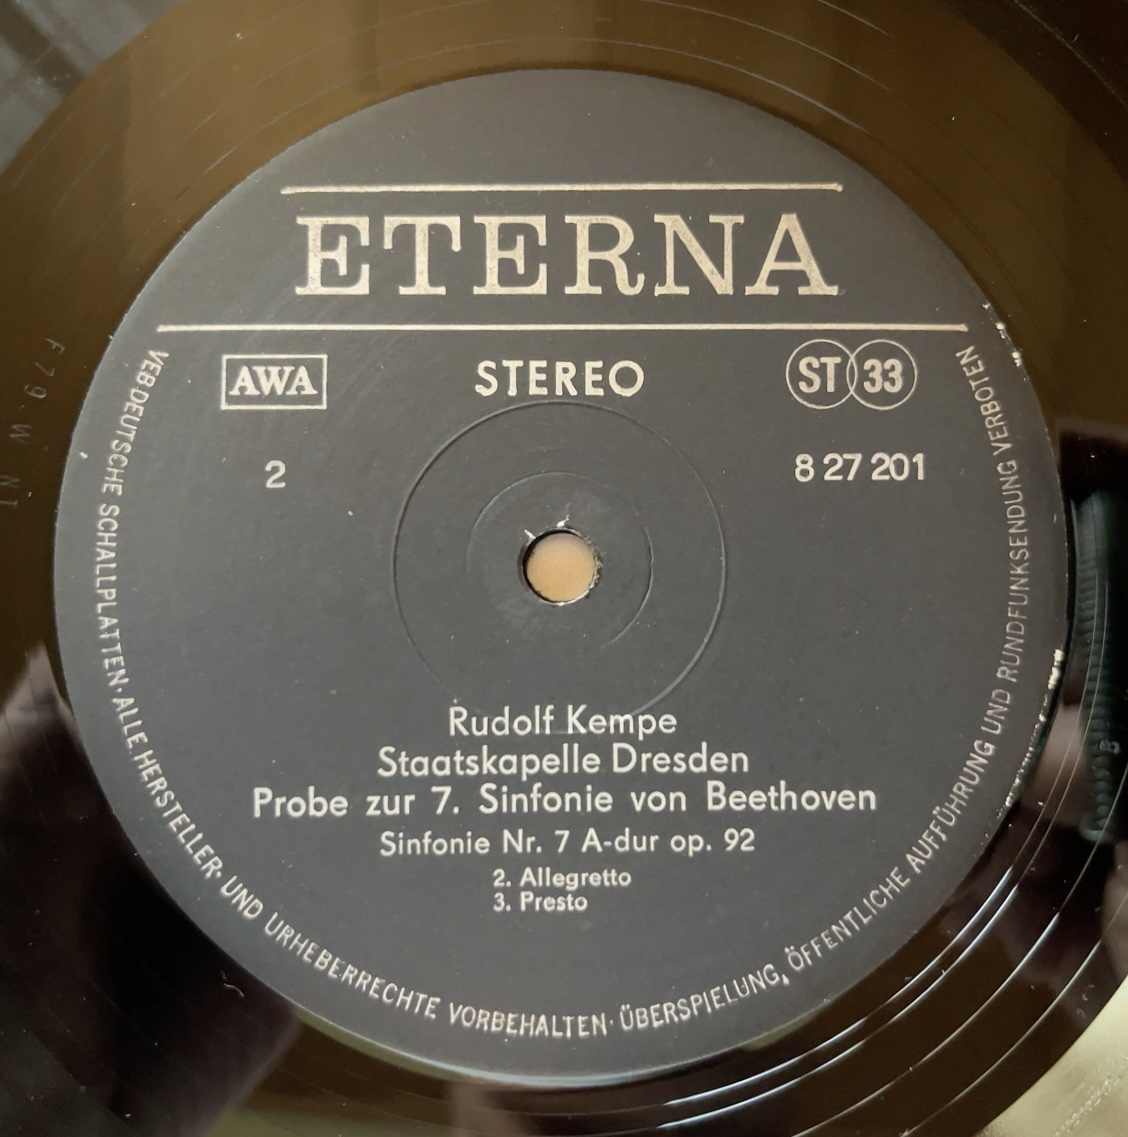 ETERNA
AWA
STEREO
ST 33
2
8 27 201
Rudolf Kempe
Staatskapelle Dresden
Probe zur 7. Sinfonie von Beethoven
Sinfonie Nr. 7 A-dur op. 92
2. Allegretto
3. Presto
VEB DEUTSCHE SCHALLPLATTEN · ALLE HERSTELLER- UND URHEBERRECHTE VORBEHALTEN · ÜBERSPIELUNG, ÖFFENTLICHE AUFFÜHRUNG UND RUNDFUNKSENDUNG VERBOTEN